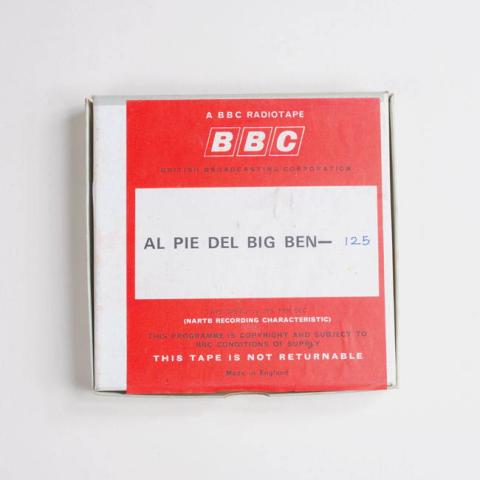 A BBC RADIOTAPE
BBC
BRITISH BROADCASTING CORPORATION
AL PIE DEL BIG BEN— 125
(NARTB RECORDING CHARACTERISTIC)
THIS PROGRAMME IS COPYRIGHT AND SUBJECT TO
BBC CONDITIONS OF SUPPLY
THIS TAPE IS NOT RETURNABLE
Made in England